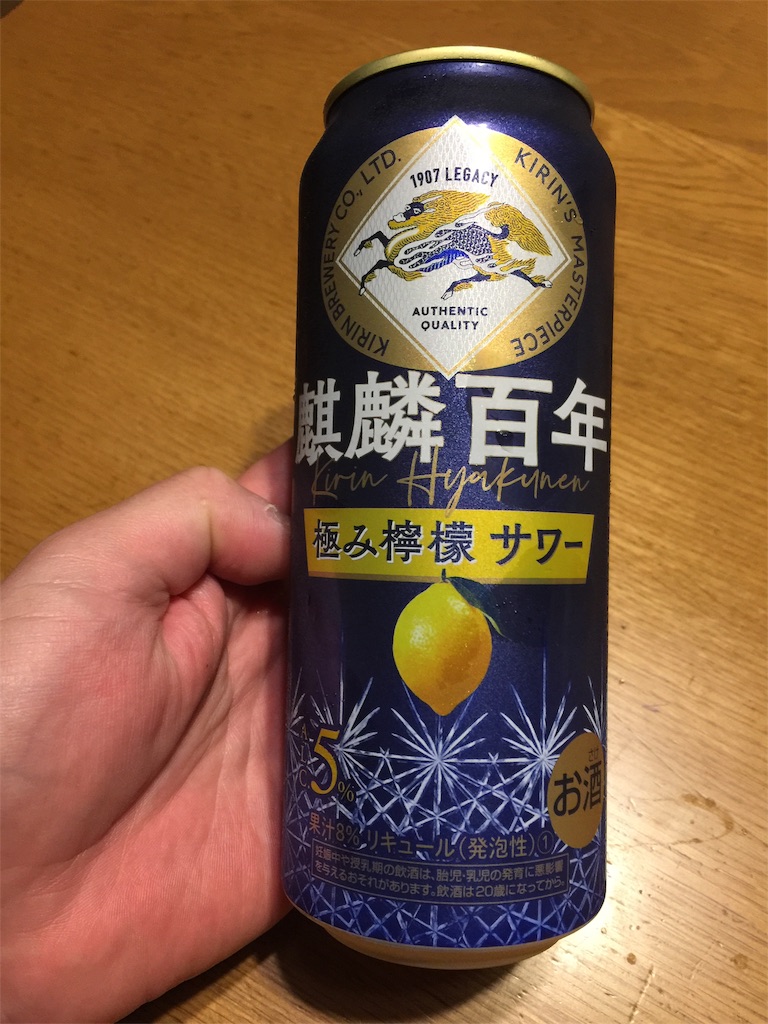 KIRIN BREWERY CO., LTD.
KIRIN'S MASTERPIECE
1907 LEGACY
AUTHENTIC
QUALITY
麒麟百年
Kirin Hyakunen
極み檸檬 サワー
ALC
5%
さけ
お酒
果汁8% リキュール(発泡性)①
妊娠中や授乳期の飲酒は、胎児・乳児の発育に悪影響
を与えるおそれがあります。飲酒は20歳になってから。